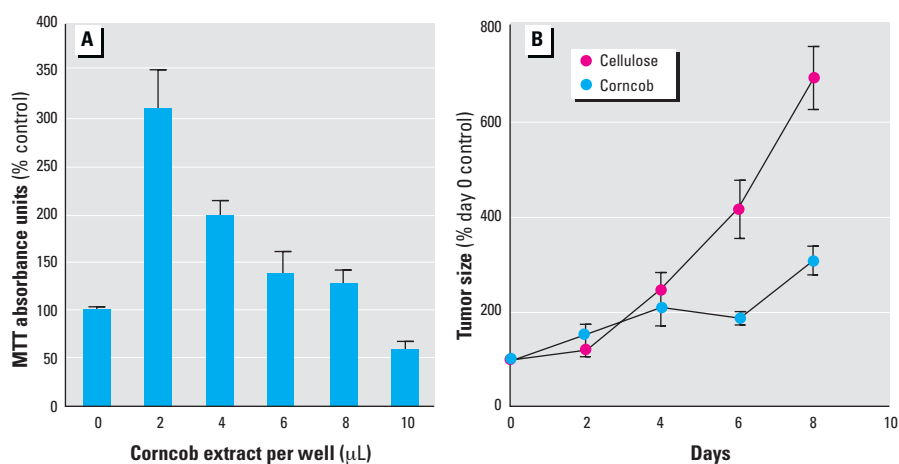 A
MTT absorbance units (% control)
400
350
300
250
200
150
100
50
0
0 2 4 6 8 10
Corncob extract per well (μL)
B
Cellulose
Corncob
Tumor size (% day 0 control)
800
600
400
200
0
0 2 4 6 8 10
Days